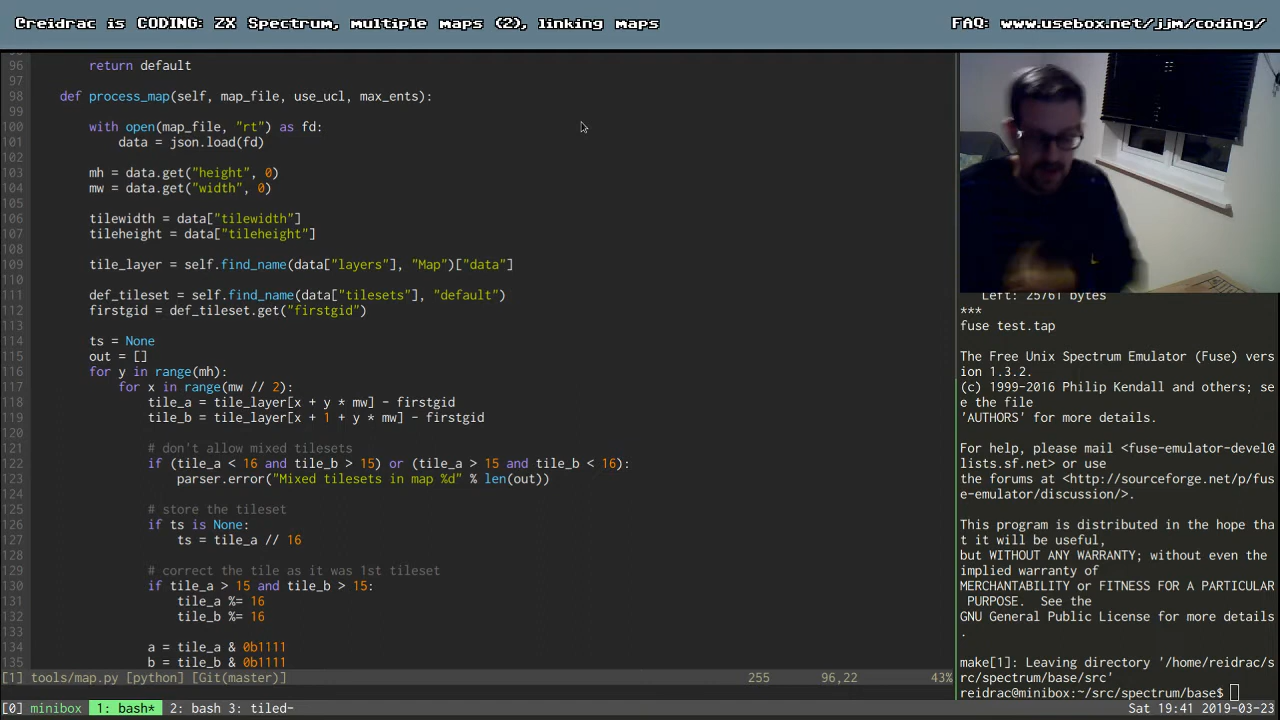 Creidrac is CODING: ZX Spectrum, multiple maps (2), linking maps
FAQ: www.usebox.net/jjm/coding/
96         return default
97
98     def process_map(self, map_file, use_ucl, max_ents):
99
100         with open(map_file, "rt") as fd:
101             data = json.load(fd)
102
103         mh = data.get("height", 0)
104         mw = data.get("width", 0)
105
106         tilewidth = data["tilewidth"]
107         tileheight = data["tileheight"]
108
109         tile_layer = self.find_name(data["layers"], "Map")["data"]
110
111         def_tileset = self.find_name(data["tilesets"], "default")
112         firstgid = def_tileset.get("firstgid")
113
114         ts = None
115         out = []
116         for y in range(mh):
117             for x in range(mw // 2):
118                 tile_a = tile_layer[x + y * mw] - firstgid
119                 tile_b = tile_layer[x + 1 + y * mw] - firstgid
120
121                 # don't allow mixed tilesets
122                 if (tile_a < 16 and tile_b > 15) or (tile_a > 15 and tile_b < 16):
123                     parser.error("Mixed tilesets in map %d" % len(out))
124
125                 # store the tileset
126                 if ts is None:
127                     ts = tile_a // 16
128
129                 # correct the tile as it was 1st tileset
130                 if tile_a > 15 and tile_b > 15:
131                     tile_a %= 16
132                     tile_b %= 16
133
134                 a = tile_a & 0b1111
135                 b = tile_b & 0b1111
[1] tools/map.py [python] [Git(master)] 255 96,22 43%
Left: 25761 bytes
***
fuse test.tap
The Free Unix Spectrum Emulator (Fuse) vers
ion 1.3.2.
(c) 1999-2016 Philip Kendall and others; se
e the file
'AUTHORS' for more details.
For help, please mail <fuse-emulator-devel@
lists.sf.net> or use
the forums at <http://sourceforge.net/p/fus
e-emulator/discussion/>.
This program is distributed in the hope tha
t it will be useful,
but WITHOUT ANY WARRANTY; without even the
implied warranty of
MERCHANTABILITY or FITNESS FOR A PARTICULAR
 PURPOSE.  See the
GNU General Public License for more details
.
make[1]: Leaving directory '/home/reidrac/s
rc/spectrum/base/src'
reidrac@minibox:~/src/spectrum/base$
[0] minibox 1: bash* 2: bash 3: tiled- Sat 19:41 2019-03-23